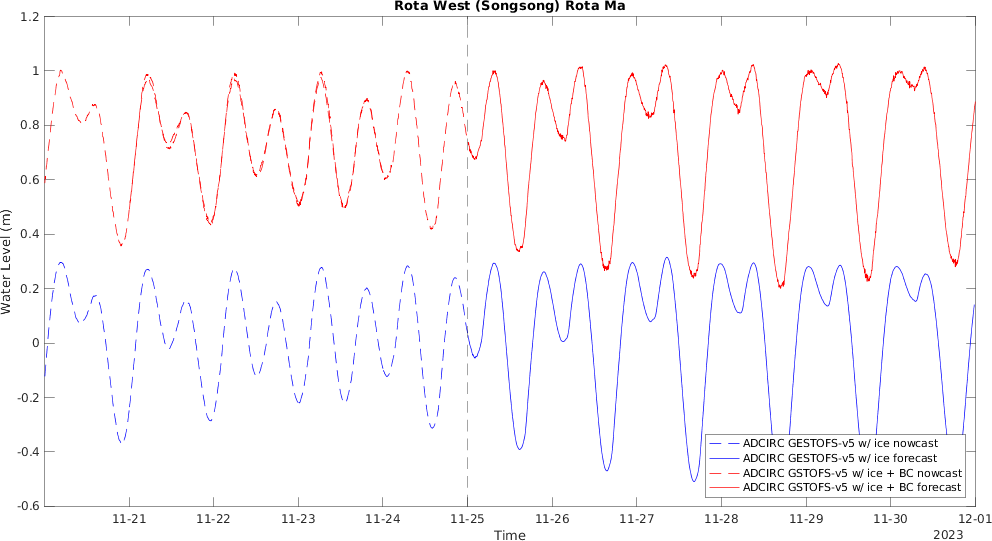 Rota West (Songsong) Rota Ma
Water Level (m)
1.2
1
0.8
0.6
0.4
0.2
0
-0.2
-0.4
-0.6
ADCIRC GESTOFS-v5 w/ ice nowcast
ADCIRC GESTOFS-v5 w/ ice forecast
ADCIRC GSTOFS-v5 w/ ice + BC nowcast
ADCIRC GSTOFS-v5 w/ ice + BC forecast
11-21 11-22 11-23 11-24 11-25 11-26 11-27 11-28 11-29 11-30 12-01
Time
2023